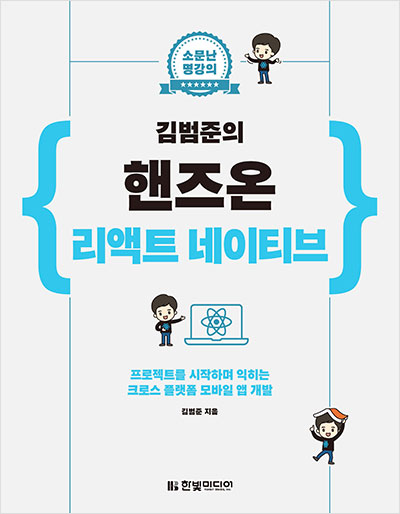 소문난
명강의
김범준의
핸즈온
리액트 네이티브
프로젝트를 시작하며 익히는
크로스 플랫폼 모바일 앱 개발
김범준 지음
한빛미디어